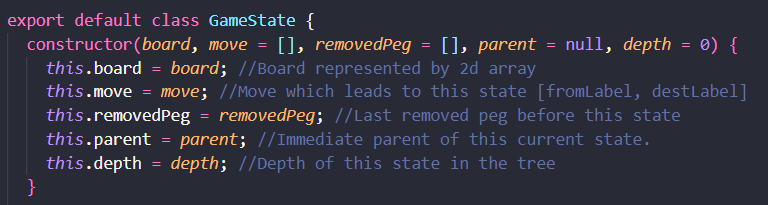 export default class GameState {
constructor(board, move = [], removedPeg = [], parent = null, depth = 0) {
this.board = board; //Board represented by 2d array
this.move = move; //Move which leads to this state [fromLabel, destLabel]
this.removedPeg = removedPeg; //Last removed peg before this state
this.parent = parent; //Immediate parent of this current state.
this.depth = depth; //Depth of this state in the tree
}